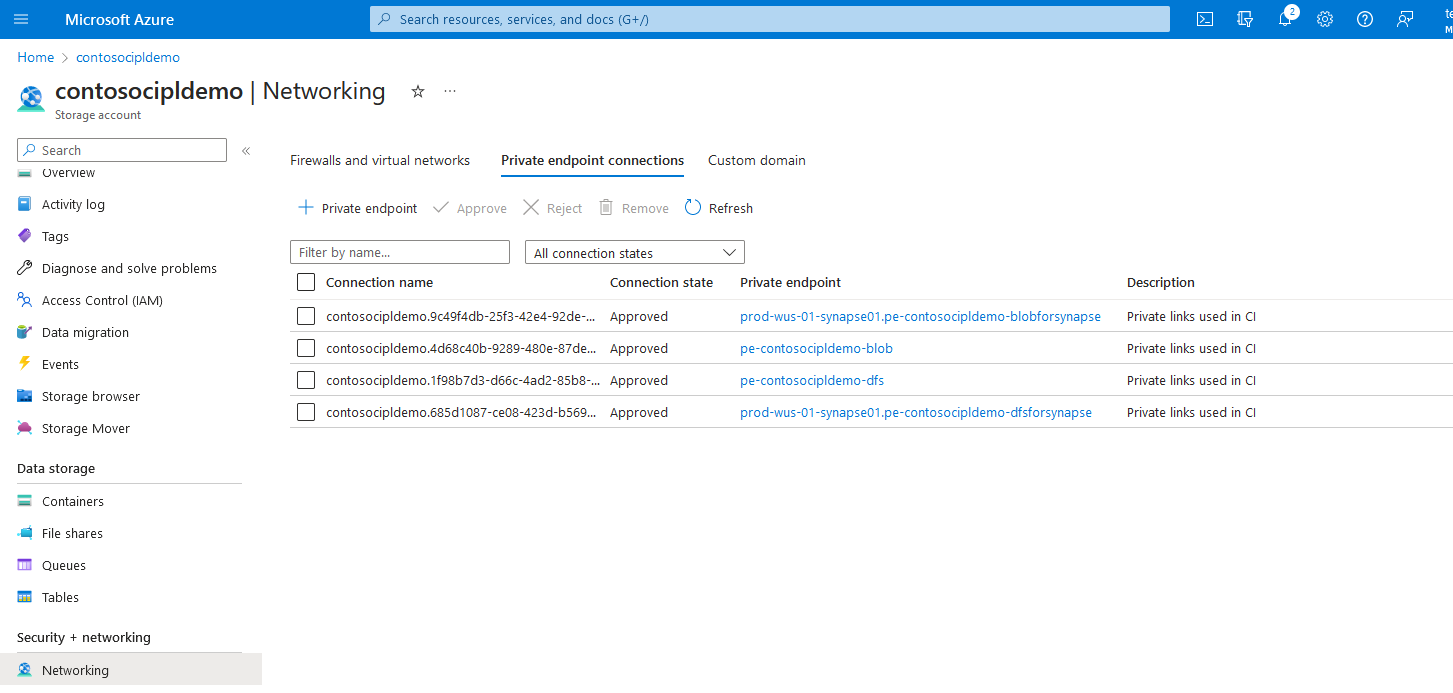 Microsoft Azure
Search resources, services, and docs (G+/)
2
te
M
Home > contosocipldemo
contosocipldemo | Networking
Storage account
Search
Overview
Activity log
Tags
Diagnose and solve problems
Access Control (IAM)
Data migration
Events
Storage browser
Storage Mover
Data storage
Containers
File shares
Queues
Tables
Security + networking
Networking
Firewalls and virtual networks Private endpoint connections Custom domain
Private endpoint Approve Reject Remove Refresh
Filter by name... All connection states
Connection name Connection state Private endpoint Description
contosocipldemo.9c49f4db-25f3-42e4-92de-... Approved prod-wus-01-synapse01.pe-contosocipldemo-blobforsynapse Private links used in CI
contosocipldemo.4d68c40b-9289-480e-87de... Approved pe-contosocipldemo-blob Private links used in CI
contosocipldemo.1f98b7d3-d66c-4ad2-85b8-... Approved pe-contosocipldemo-dfs Private links used in CI
contosocipldemo.685d1087-ce08-423d-b569... Approved prod-wus-01-synapse01.pe-contosocipldemo-dfsforsynapse Private links used in CI